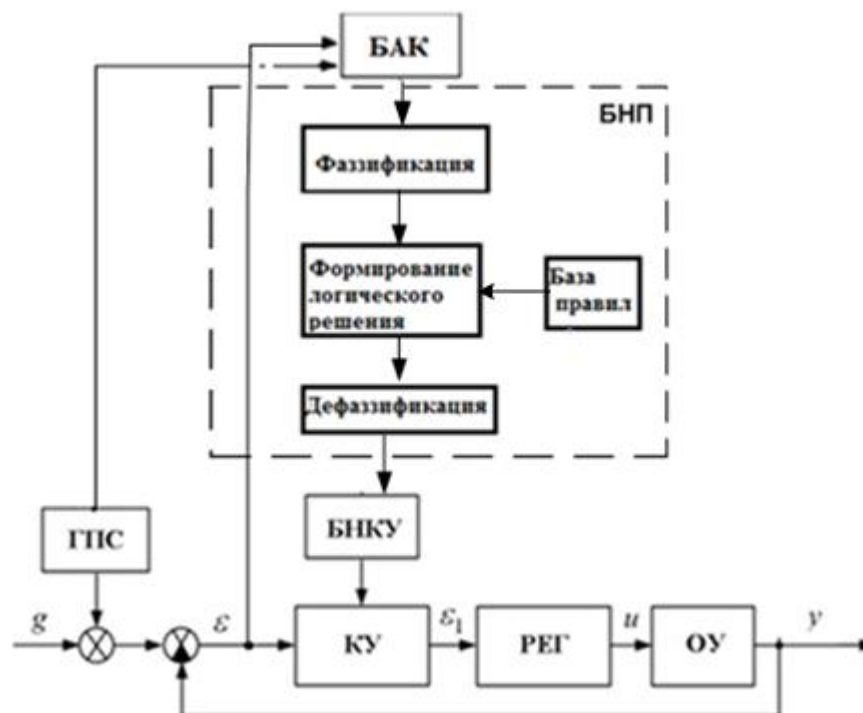 БАК
БНП
Фаззификация
Формирование
логического
решения
База
правил
Дефаззификация
ГПС
БНКУ
g
ε
КУ
ε₁
РЕГ
u
ОУ
y